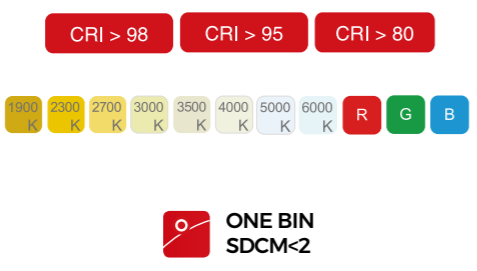 CRI > 98 CRI > 95 CRI > 80
1900 K 2300 K 2700 K 3000 K 3500 K 4000 K 5000 K 6000 K R G B
ONE BIN
SDCM<2